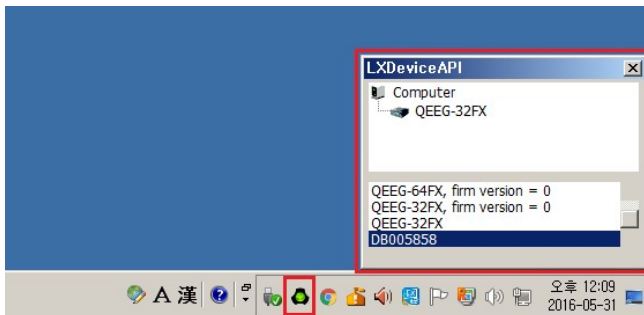 LXDeviceAPI
Computer
QEEG-32FX
QEEG-64FX, firm version = 0
QEEG-32FX, firm version = 0
QEEG-32FX
DB005858
A 漢
오후 12:09
2016-05-31